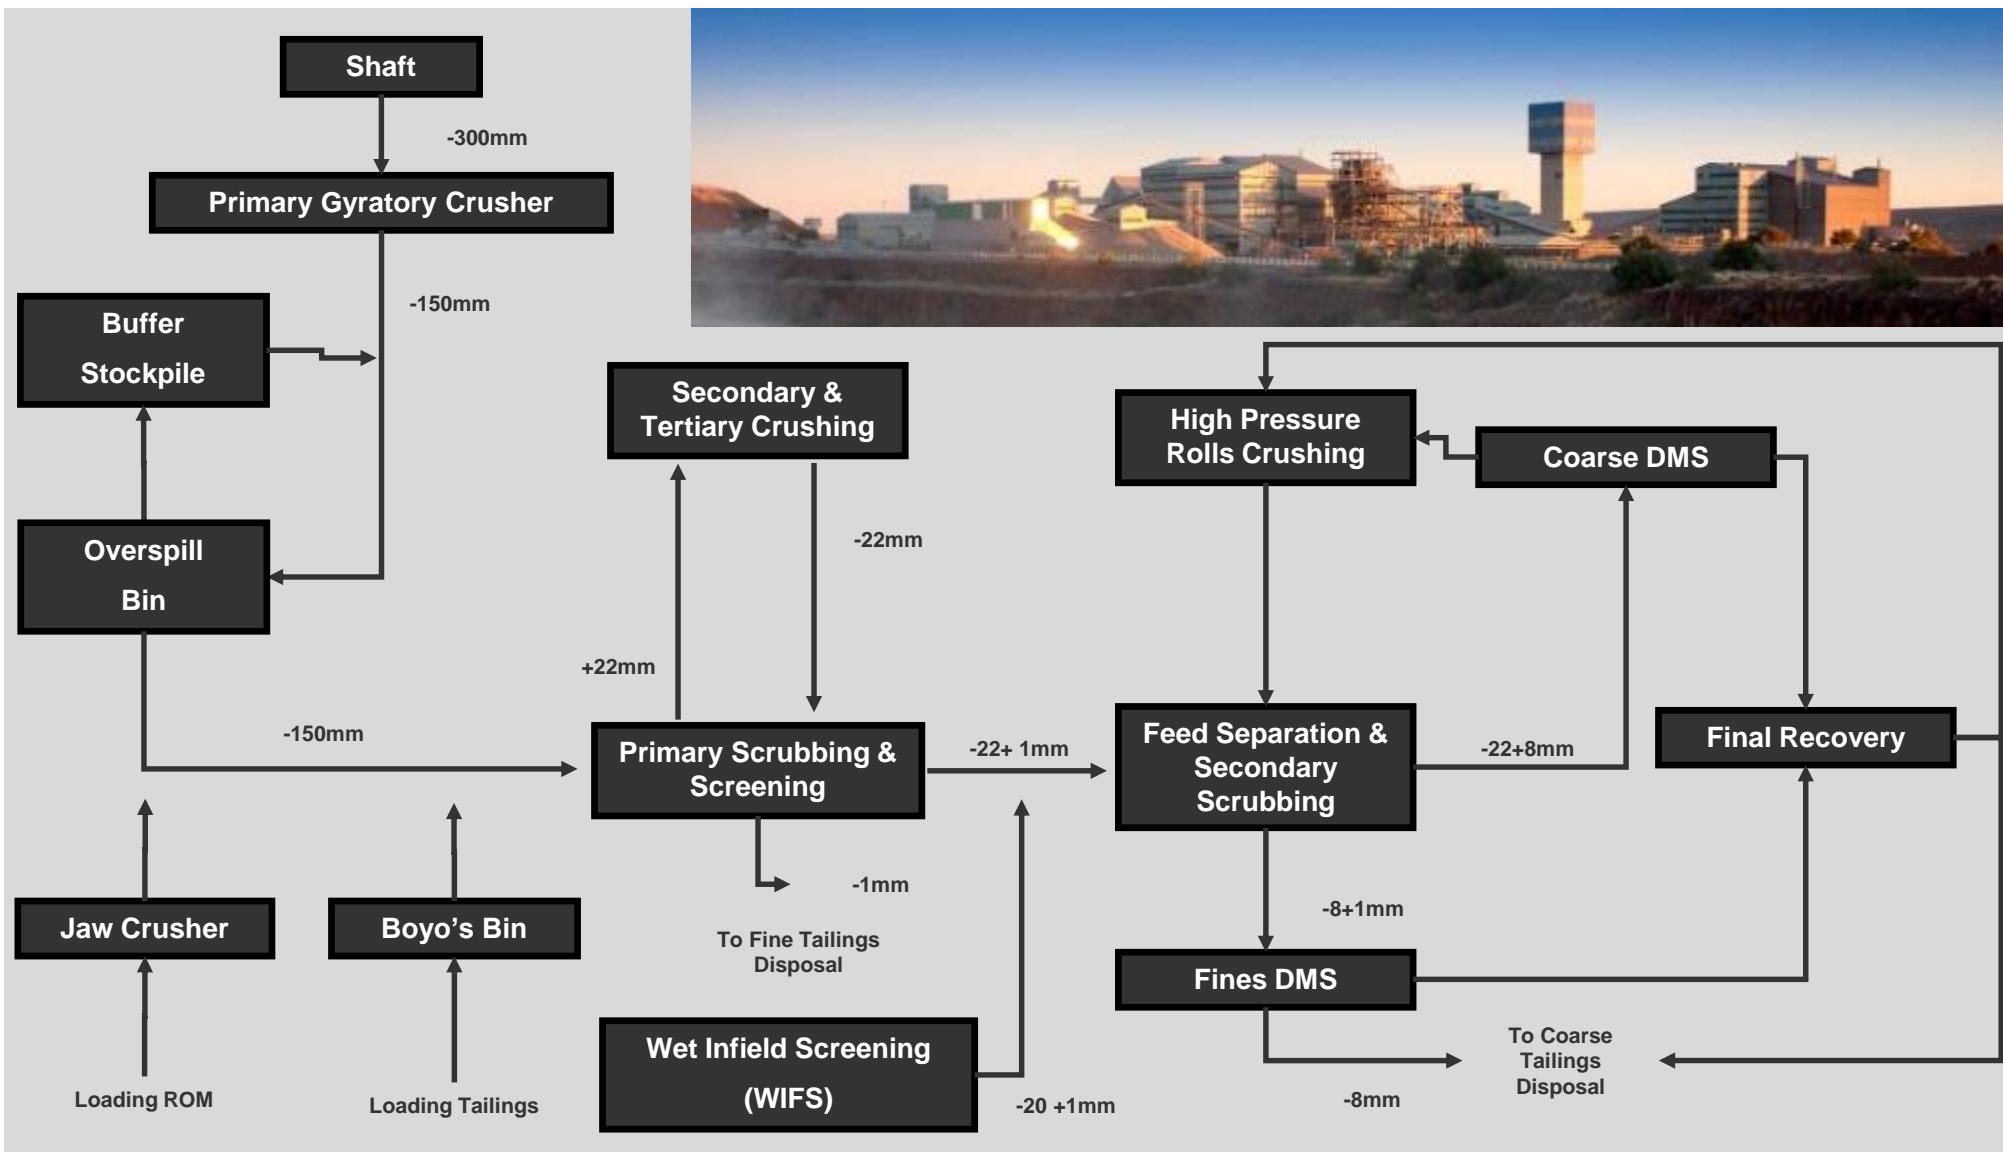 Shaft
-300mm
Primary Gyratory Crusher
-150mm
Buffer
Stockpile
Overspill
Bin
-150mm
Jaw Crusher
Loading ROM
Boyo’s Bin
Loading Tailings
Secondary &
Tertiary Crushing
+22mm
-22mm
Primary Scrubbing &
Screening
-1mm
To Fine Tailings
Disposal
-22+ 1mm
Wet Infield Screening
(WIFS)
-20 +1mm
High Pressure
Rolls Crushing
Coarse DMS
Feed Separation &
Secondary
Scrubbing
-22+8mm
Final Recovery
-8+1mm
Fines DMS
-8mm
To Coarse
Tailings
Disposal